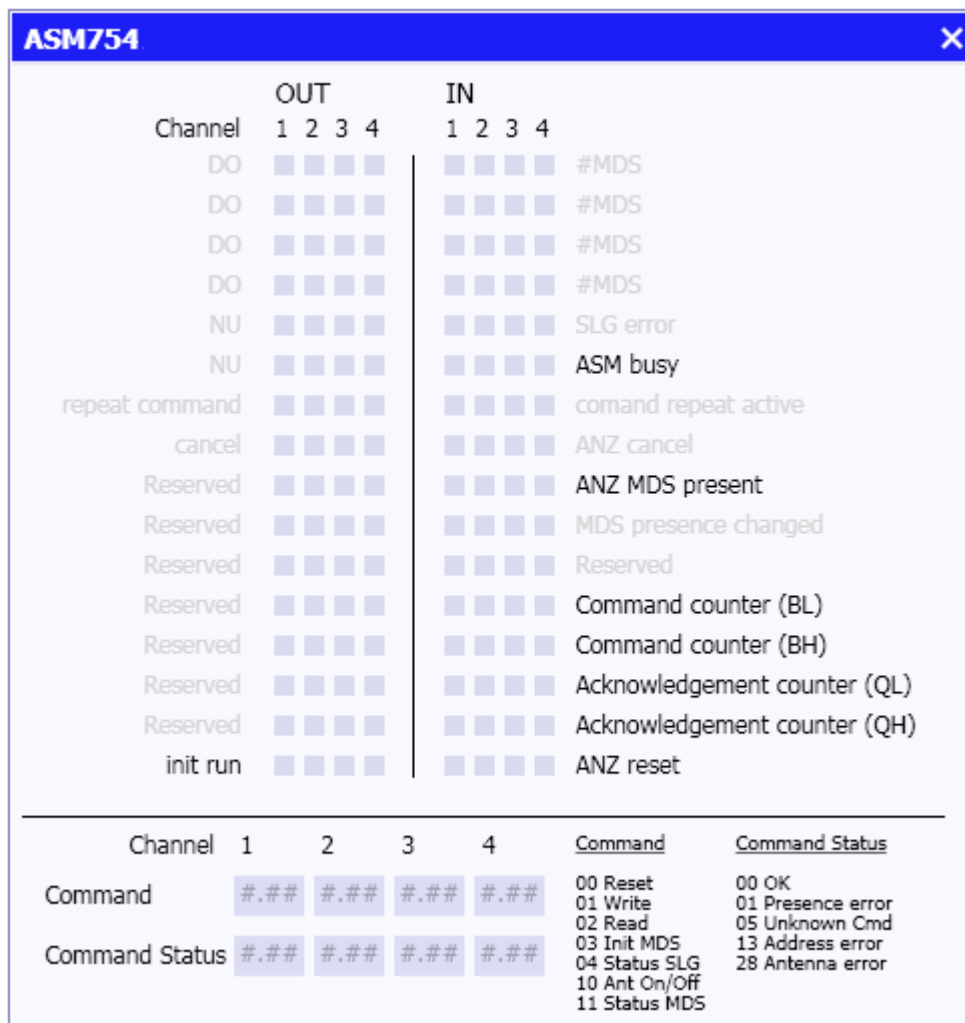 ASM754
OUT IN
Channel 1 2 3 4 1 2 3 4
DO #MDS
DO #MDS
DO #MDS
DO #MDS
NU SLG error
NU ASM busy
repeat command comand repeat active
cancel ANZ cancel
Reserved ANZ MDS present
Reserved MDS presence changed
Reserved Reserved
Reserved Command counter (BL)
Reserved Command counter (BH)
Reserved Acknowledgement counter (QL)
Reserved Acknowledgement counter (QH)
init run ANZ reset
Channel 1 2 3 4
Command #.## #.## #.## #.##
Command Status #.## #.## #.## #.##
Command
00 Reset
01 Write
02 Read
03 Init MDS
04 Status SLG
10 Ant On/Off
11 Status MDS
Command Status
00 OK
01 Presence error
05 Unknown Cmd
13 Address error
28 Antenna error